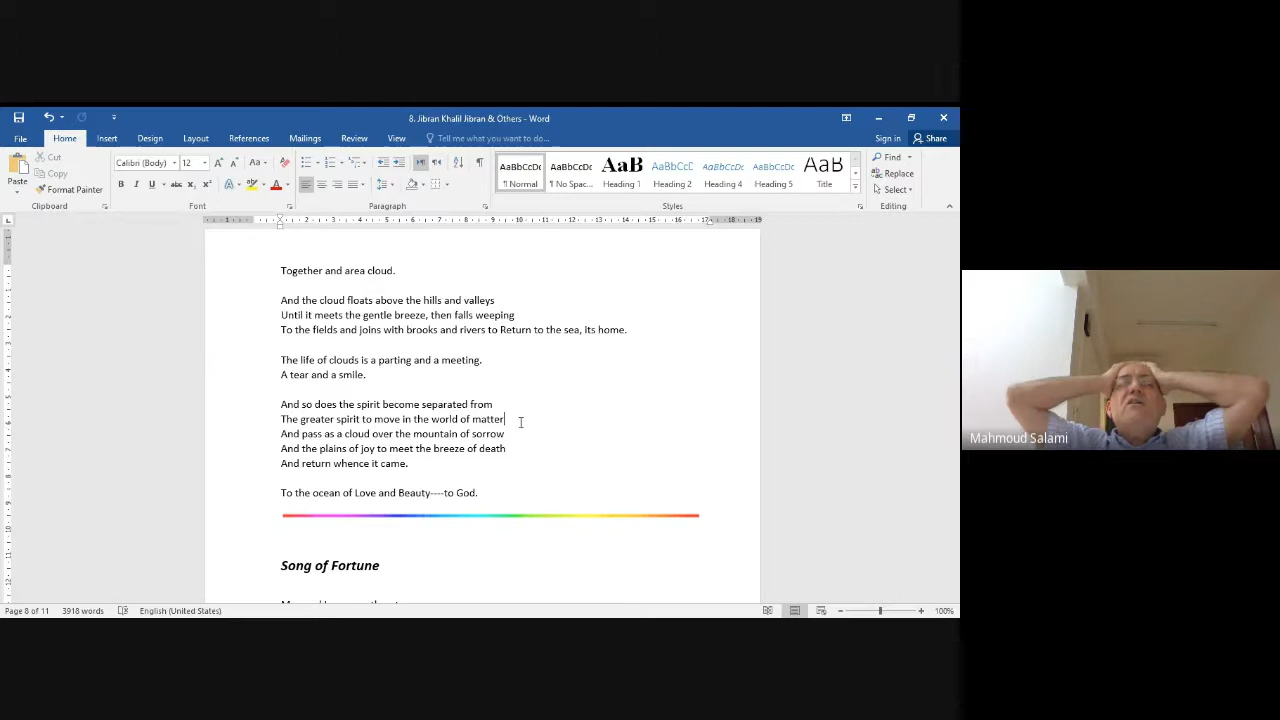 8. Jibran Khalil Jibran & Others - Word
File Home Insert Design Layout References Mailings Review View Tell me what you want to do... Sign in Share
Paste Cut
Copy
Format Painter
Clipboard
Calibri (Body) 12
Font
Paragraph
AaBbCcDc AaBbCcDc AaB AaBbCcC AaBbCcDc AaBbCcDc AaB
¶ Normal ¶ No Spac... Heading 1 Heading 2 Heading 4 Heading 5 Title
Styles
Find
Replace
Select
Editing
Together and area cloud.
And the cloud floats above the hills and valleys
Until it meets the gentle breeze, then falls weeping
To the fields and joins with brooks and rivers to Return to the sea, its home.
The life of clouds is a parting and a meeting.
A tear and a smile.
And so does the spirit become separated from
The greater spirit to move in the world of matter
And pass as a cloud over the mountain of sorrow
And the plains of joy to meet the breeze of death
And return whence it came.
To the ocean of Love and Beauty----to God.
Song of Fortune
Page 8 of 11 3918 words English (United States) 100%
Mahmoud Salami